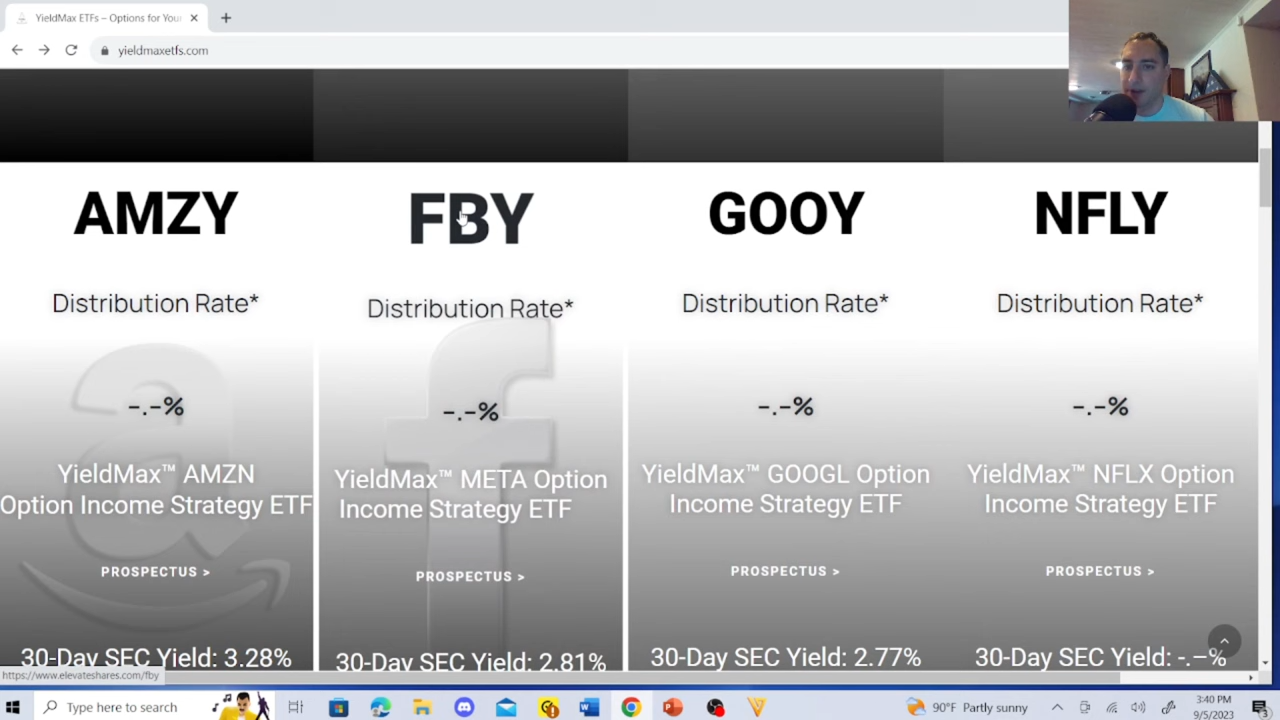 YieldMax ETFs – Options for Your
yieldmaxetfs.com
AMZY
FBY
GOOY
NFLY
Distribution Rate*
Distribution Rate*
Distribution Rate*
Distribution Rate*
-.-%
-.-%
-.-%
-.-%
YieldMax™ AMZN
Option Income Strategy ETF
YieldMax™ META Option
Income Strategy ETF
YieldMax™ GOOGL Option
Income Strategy ETF
YieldMax™ NFLX Option
Income Strategy ETF
PROSPECTUS >
PROSPECTUS >
PROSPECTUS >
PROSPECTUS >
30-Day SEC Yield: 3.28%
30-Day SEC Yield: 2.81%
30-Day SEC Yield: 2.77%
30-Day SEC Yield: -.-%
https://www.elevateshares.com/fby
Type here to search
90°F Partly sunny
3:40 PM
9/5/2023